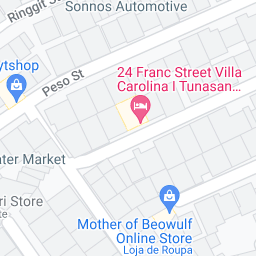 Sonnos Automotive
Ringgit S
Peso St
ytshop
24 Franc Street Villa
Carolina I Tunasan...
ater Market
ri Store
Mother of Beowulf
Online Store
Loja de Roupa